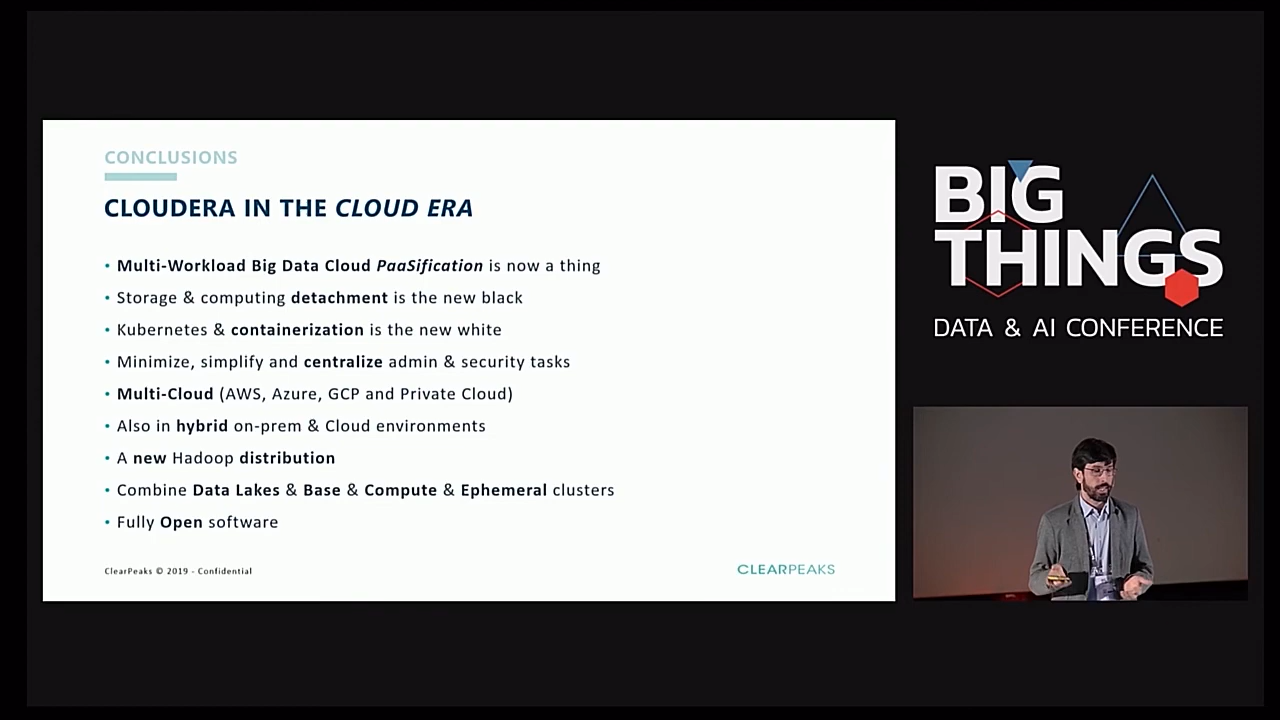 CONCLUSIONS
CLOUDERA IN THE CLOUD ERA
• Multi-Workload Big Data Cloud PaaSification is now a thing
• Storage & computing detachment is the new black
• Kubernetes & containerization is the new white
• Minimize, simplify and centralize admin & security tasks
• Multi-Cloud (AWS, Azure, GCP and Private Cloud)
• Also in hybrid on-prem & Cloud environments
• A new Hadoop distribution
• Combine Data Lakes & Base & Compute & Ephemeral clusters
• Fully Open software
ClearPeaks © 2019 - Confidential
CLEARPEAKS
BIG
THINGS
DATA & AI CONFERENCE